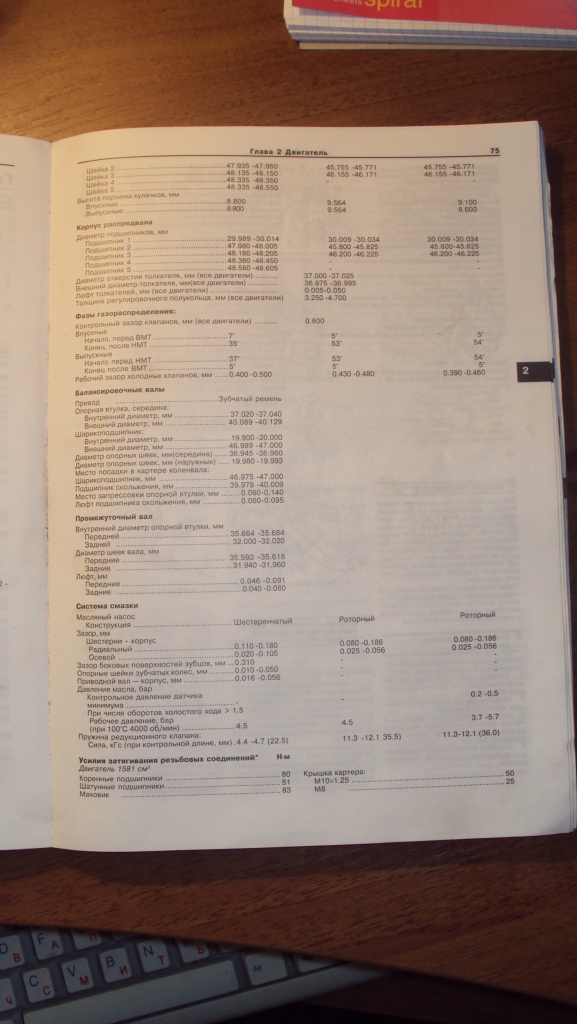 spiral
Глава 2 Двигатель 75
Шейка 2 47.935 -47.950 45.755 -45.771 45.755 -45.771
Шейка 3 48.135 -48.150 46.155 -46.171 46.155 -46.171
Шейка 4 48.335 -48.350 - -
Шейка 5 48.335 -48.550 - -
Высота подъема кулачков, мм
Впускные 8.800 9.564 9.100
Выпускные 8.800 9.564 8.600
Корпус распредвала
Диаметр подшипников, мм
Подшипник 1 29.989 -30.014 30.009 -30.034 30.009 -30.034
Подшипник 2 47.980 -48.005 45.800 -45.825 45.800-45.825
Подшипник 3 48.180 -48.205 46.200 -46.225 46.200 -46.225
Подшипник 4 48.380 -48.450 - -
Подшипник 5 48.580 -48.605 - -
Диаметр отверстия толкателя, мм (все двигатели) 37.000 -37.025
Внешний диаметр толкателя, мм(все двигатели) 36.975 -36.995
Люфт толкателей, мм (все двигатели) 0.005-0.050
Толщина регулировочного полукольца, мм (все двигатели) 3.250 -4.700
Фазы газораспределения:
Контрольный зазор клапанов, мм (все двигатели) 0.800
Впускные
Начало, перед ВМТ 7' 5' 5'
Конец, после НМТ 35' 53' 54'
Выпускные
Начало перед НМТ 37' 53' 54'
Конец после ВМТ 5' 5' 5'
Рабочий зазор холодных клапанов, мм 0.400 -0.500 0.430 -0.480 0.390 -0.460
2
Балансировочные валы
Привод Зубчатый ремень
Опорная втулка, середина:
Внутренний диаметр, мм 37.020 -37.040
Внешний диаметр, мм 40.089 -40.129
Шарикоподшипник:
Внутренний диаметр, мм 19.900 -20.000
Внешний диаметр, мм 46.989 -47.000
Диаметр опорных шеек, мм(середина) 36.945 -36.960
Диаметр опорных шеек, мм (наружных) 19.980 -19.993
Место посадки в картере коленвала:
Шарикоподшипник, мм 46.975 -47.000
Подшипник скольжения, мм 39.979 -40.009
Место запрессовки опорной втулки, мм 0.080-0.140
Люфт подшипника скольжения, мм 0.060-0.095
Промежуточный вал
Внутренний диаметр опорной втулки, мм
Передней 35.664 -35.684
Задней 32.000 -32.020
Диаметр шеек вала, мм
Передние 35.593 -35.618
Задние 31.940 -31.960
Люфт, мм
Передние 0.046 -0.091
Задние 0.040 -0.080
Система смазки
Масляный насос
Конструкция Шестеренчатый Роторный Роторный
Зазор, мм
Шестерни - корпус
Радиальный 0.110 -0.180 0.080 -0.186 0.080 -0.186
Осевой 0.020 -0.105 0.025 -0.056 0.025 -0.056
Зазор боковых поверхностей зубцов, мм 0.310 - -
Опорные шейки зубчатых колес, мм 0.010 -0.050 - -
Приводной вал — корпус, мм 0.016 -0.056 - -
Давление масла, бар
Контрольное давление датчика
минимума - - 0.2 -0.5
При числе оборотов холостого хода > 1.5
Рабочее давление, бар
(при 100°С 4000 об/мин) 4.5 4.5 3.7 -5.7
Пружина редукционного клапана:
Сила, кГс (при контрольной длине, мм) 4.4 -4.7 (22.5) 11.3 -12.1 35.5) 11.3-12.1 (36.0)
Усилия затягивания резьбовых соединений* Н·м
Двигатель 1581 см³
Коренные подшипники 80
Шатунные подшипники 51
Маховик 83
Крышка картера:
М10×1.25 50
М8 25